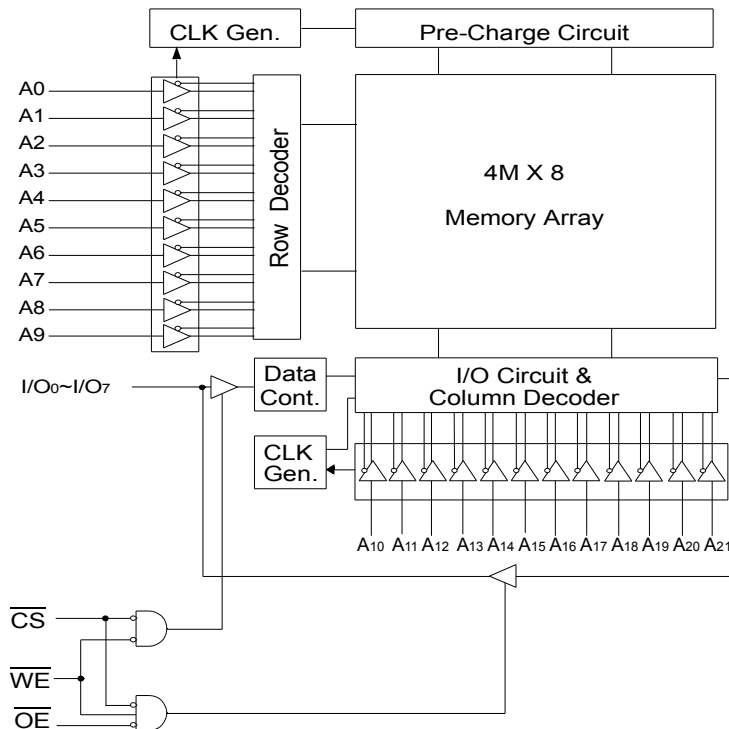 CLK Gen.
Pre-Charge Circuit
A0
A1
A2
A3
A4
A5
A6
A7
A8
A9
Row Decoder
4M X 8
Memory Array
I/O0~I/O7
Data
Cont.
I/O Circuit &
Column Decoder
CLK
Gen.
A10 A11 A12 A13 A14 A15 A16 A17 A18 A19 A20 A21
CS
WE
OE